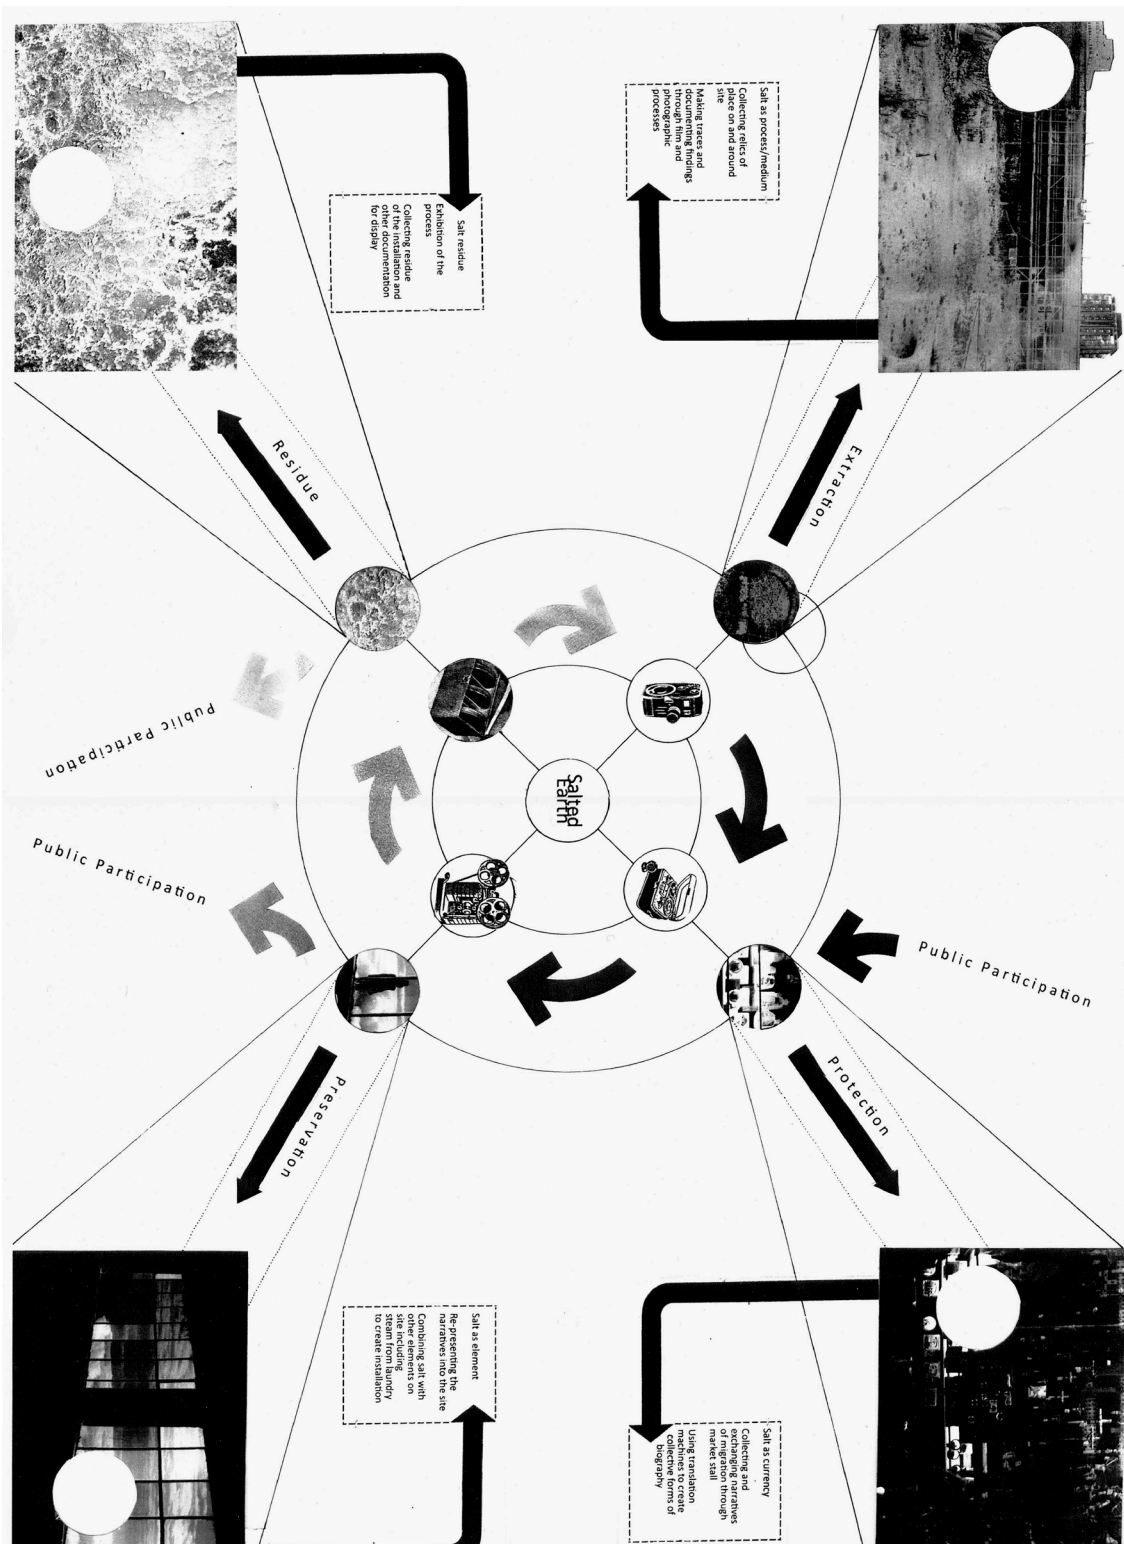 Salt as process/medium
Collecting relics of
place on and around
site
Making traces and
documenting findings
through film and
photographic
processes
Extraction
Salt residue
Exhibition of the
process
Collecting residue
of the installation and
other documentation
for display
Residue
Public Participation
Public Participation
Salted
Earth
Public Participation
Protection
Preservation
Salt as currency
Collecting and
exchanging narratives
of migration through
market stall
Using translation
machines to create
collective forms of
biography
Salt as element
Re-presenting the
narratives into the site
Combining salt with
other elements on
site including
steam from laundry
to create installation